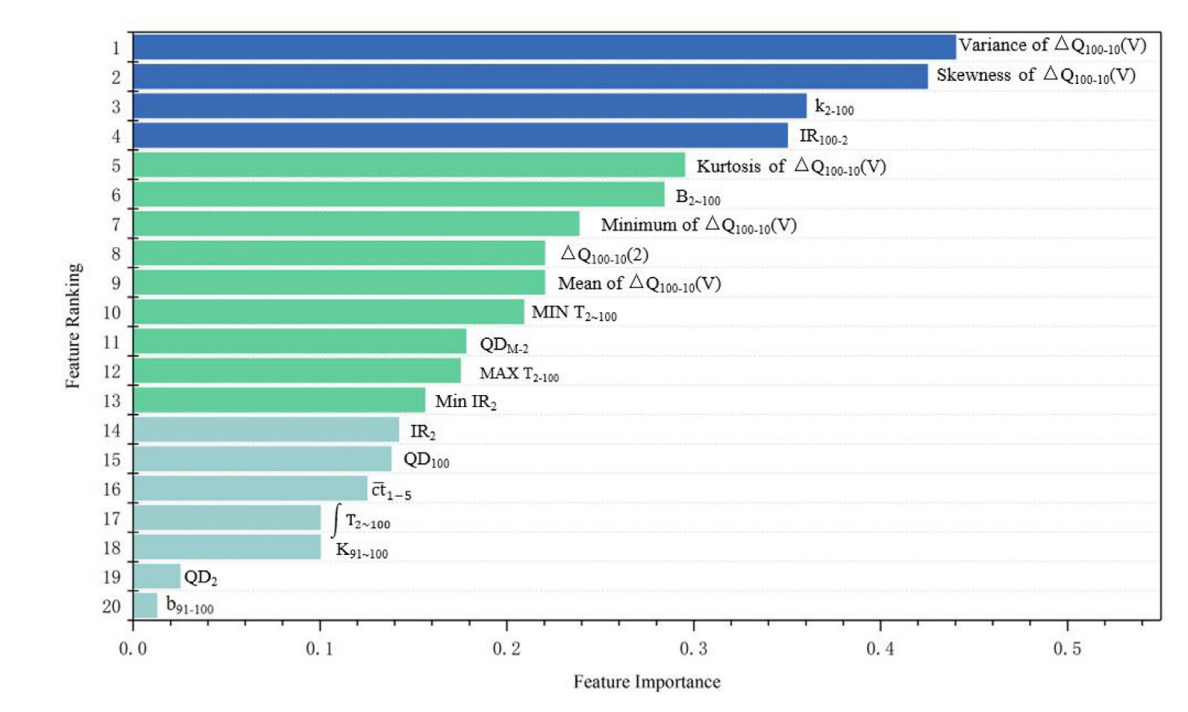 1 Variance of △Q100-10(V)
2 Skewness of △Q100-10(V)
3 k2-100
4 IR100-2
5 Kurtosis of △Q100-10(V)
6 B2~100
7 Minimum of △Q100-10(V)
8 △Q100-10(2)
9 Mean of △Q100-10(V)
10 MIN T2~100
11 QDM-2
12 MAX T2-100
13 Min IR2
14 IR2
15 QD100
16 c̅t1−5
17 ∫ T2~100
18 K91~100
19 QD2
20 b91-100
Feature Ranking
0.0 0.1 0.2 0.3 0.4 0.5
Feature Importance